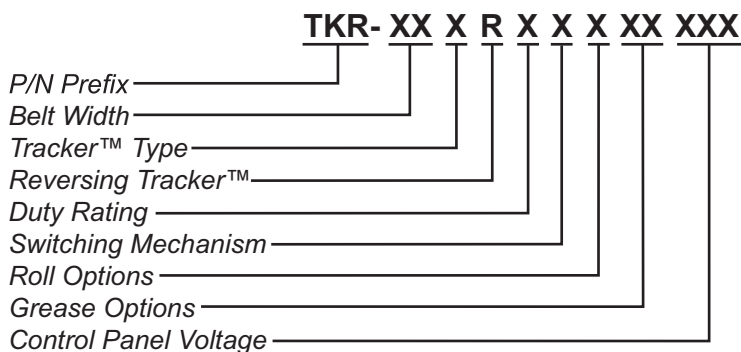 TKR- XX X R X X X XX XXX
P/N Prefix
Belt Width
Tracker™ Type
Reversing Tracker™
Duty Rating
Switching Mechanism
Roll Options
Grease Options
Control Panel Voltage